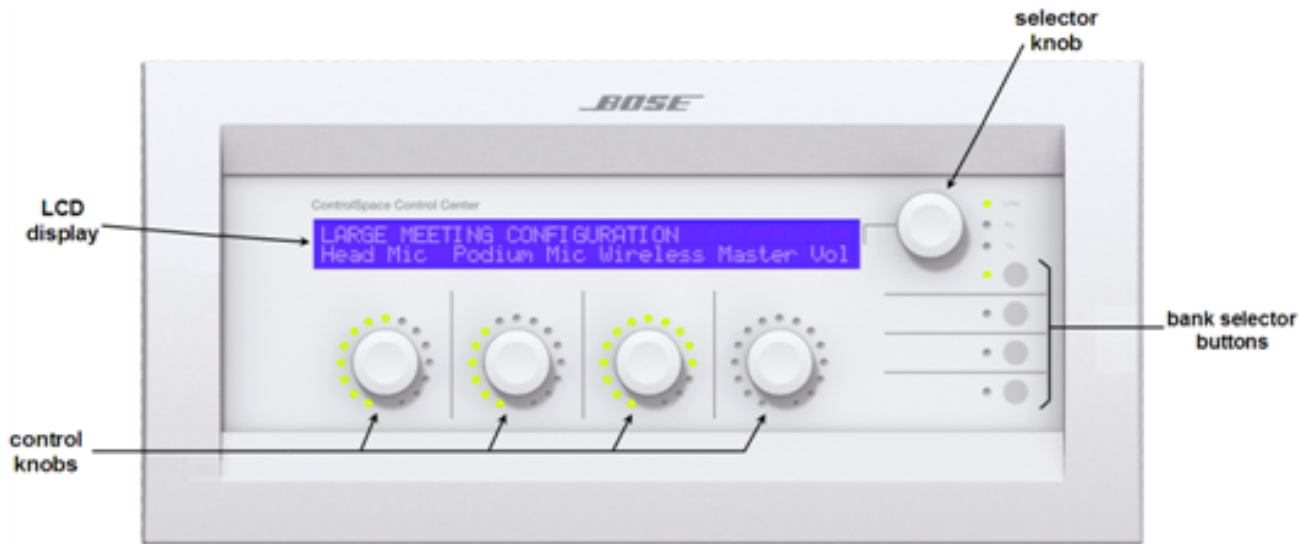 selector
knob
BOSE
LCD
display
ControlSpace Control Center
LARGE MEETING CONFIGURATION
Head Mic Podium Mic Wireless Master Vol
bank selector
buttons
control
knobs